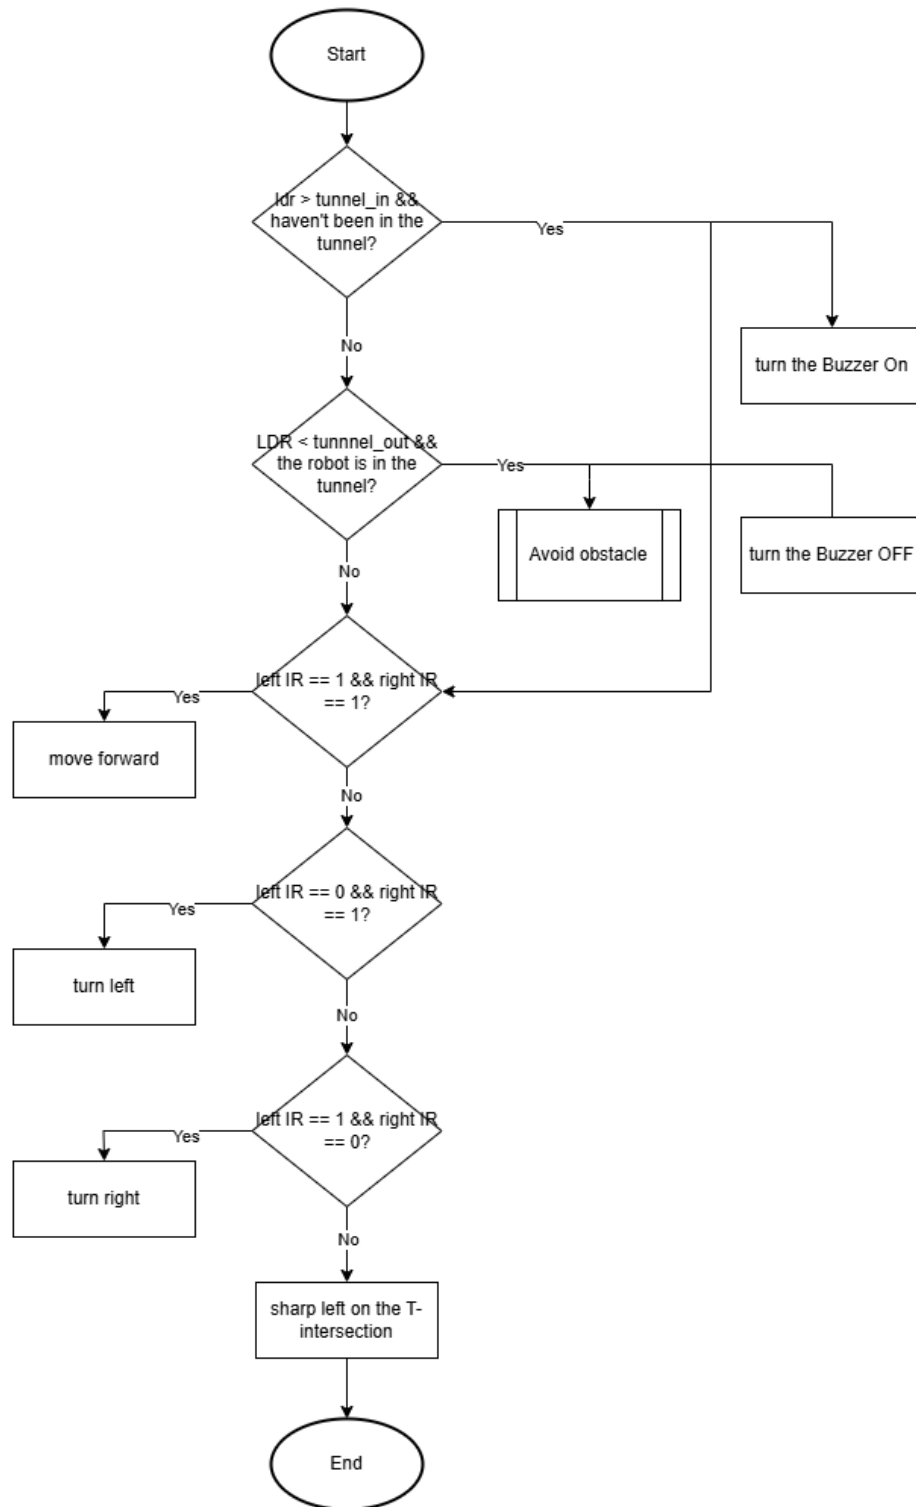 Start
ldr > tunnel_in &&
haven't been in the
tunnel?
Yes
turn the Buzzer On
No
LDR < tunnnel_out &&
the robot is in the
tunnel?
Yes
Avoid obstacle
turn the Buzzer OFF
No
left IR == 1 && right IR
== 1?
Yes
move forward
No
left IR == 0 && right IR
== 1?
Yes
turn left
No
left IR == 1 && right IR
== 0?
Yes
turn right
No
sharp left on the T-
intersection
End